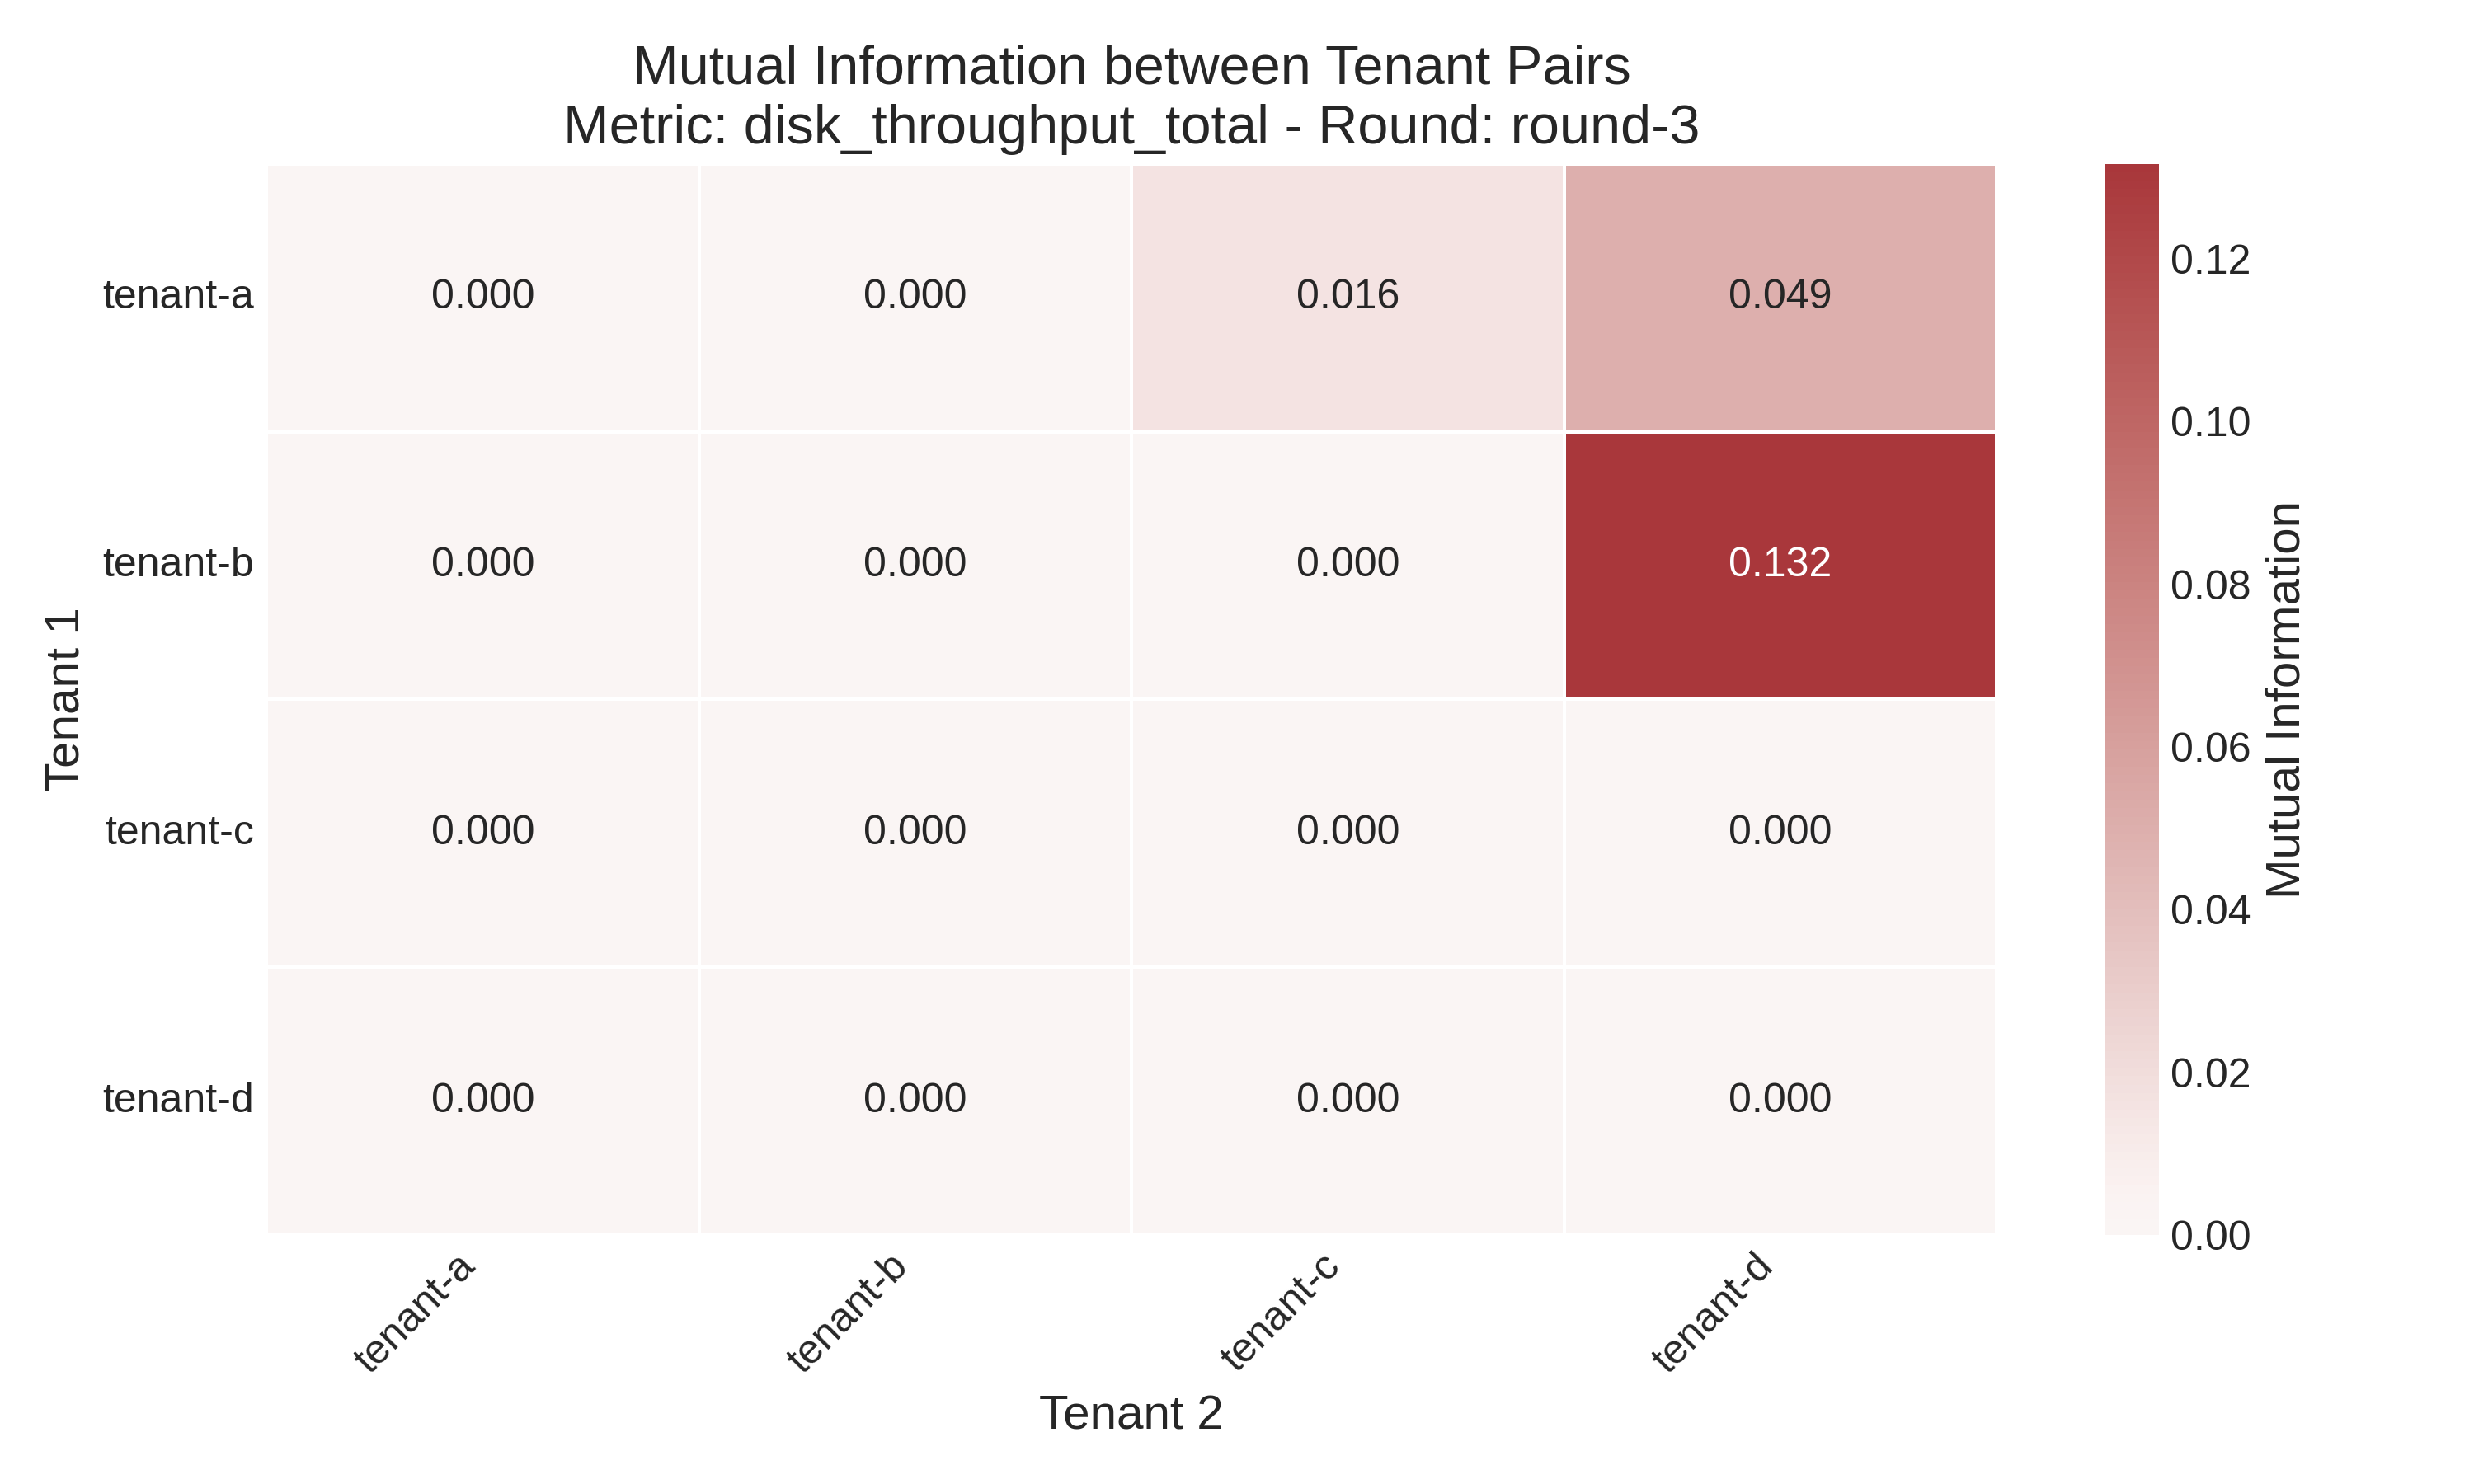 Mutual Information between Tenant Pairs
Metric: disk_throughput_total - Round: round-3
tenant-a 0.000 0.000 0.016 0.049
tenant-b 0.000 0.000 0.000 0.132
tenant-c 0.000 0.000 0.000 0.000
tenant-d 0.000 0.000 0.000 0.000
Tenant 1
tenant-a tenant-b tenant-c tenant-d
Tenant 2
0.12
0.10
0.08
0.06
0.04
0.02
0.00
Mutual Information